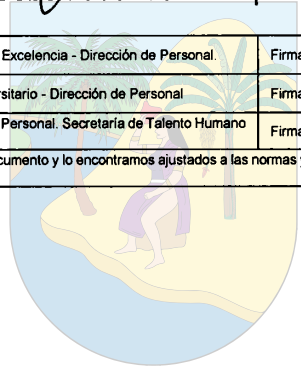 Excelencia - Dirección de Personal. Firma
rsitario - Dirección de Personal Firma
Personal. Secretaría de Talento Humano Firma
cumento y lo encontramos ajustados a las normas y